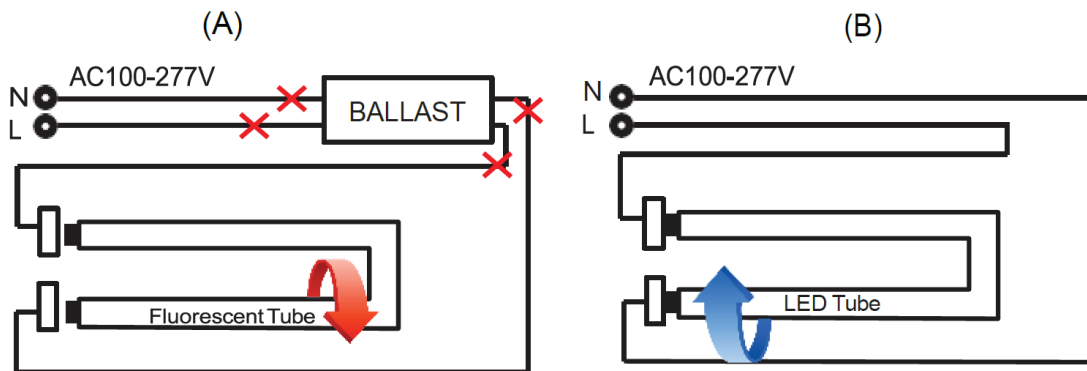 (A)
AC100-277V
N
L
BALLAST
Fluorescent Tube
(B)
AC100-277V
N
L
LED Tube